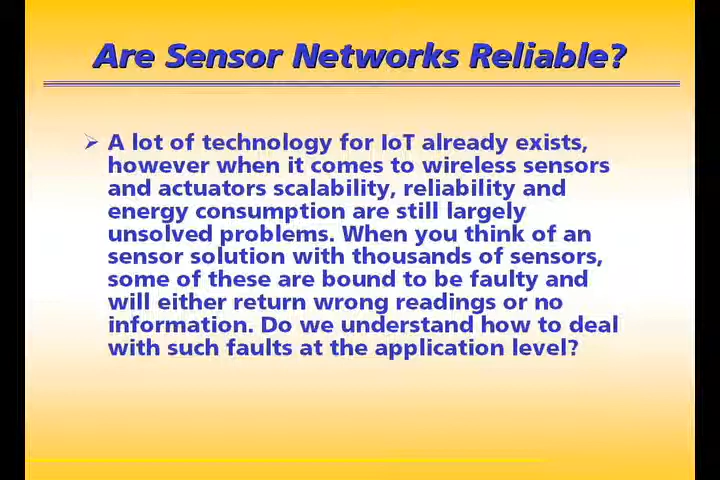 Are Sensor Networks Reliable?
A lot of technology for IoT already exists,
however when it comes to wireless sensors
and actuators scalability, reliability and
energy consumption are still largely
unsolved problems. When you think of an
sensor solution with thousands of sensors,
some of these are bound to be faulty and
will either return wrong readings or no
information. Do we understand how to deal
with such faults at the application level?